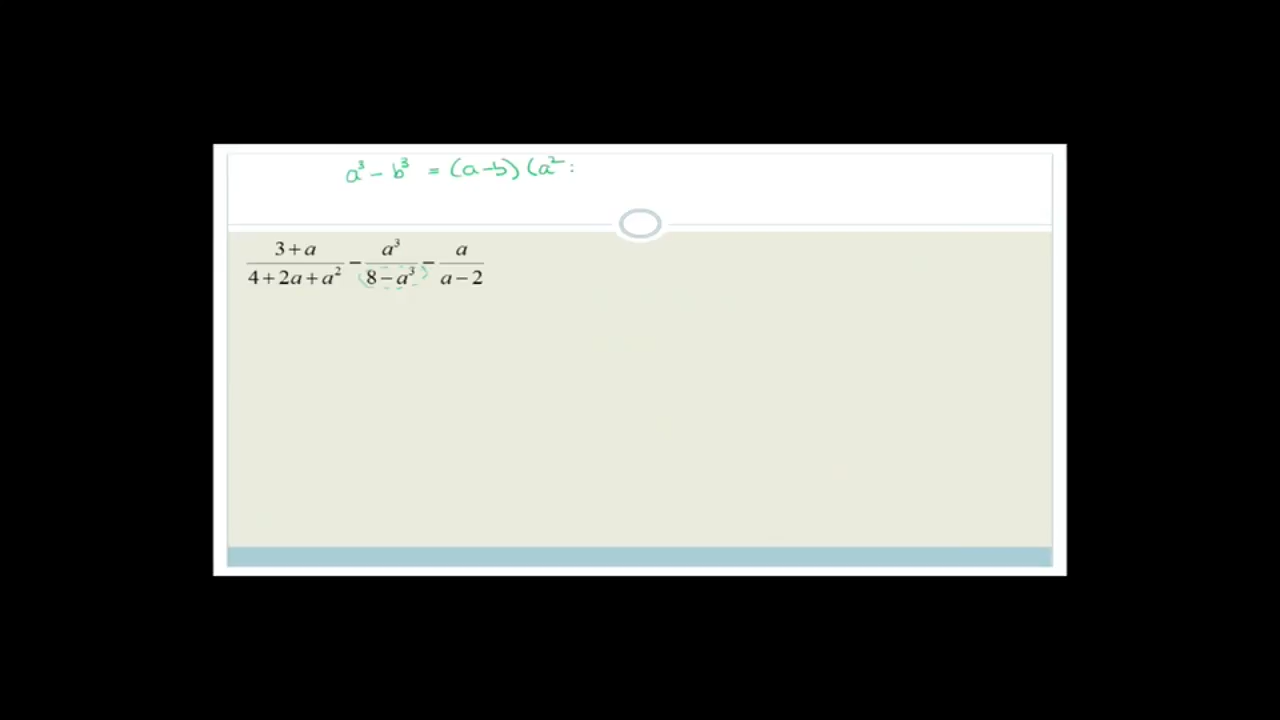 a³ - b³ = (a-b) (a² :
3+a/4+2a+a² - a³/8-a³ - a/a-2